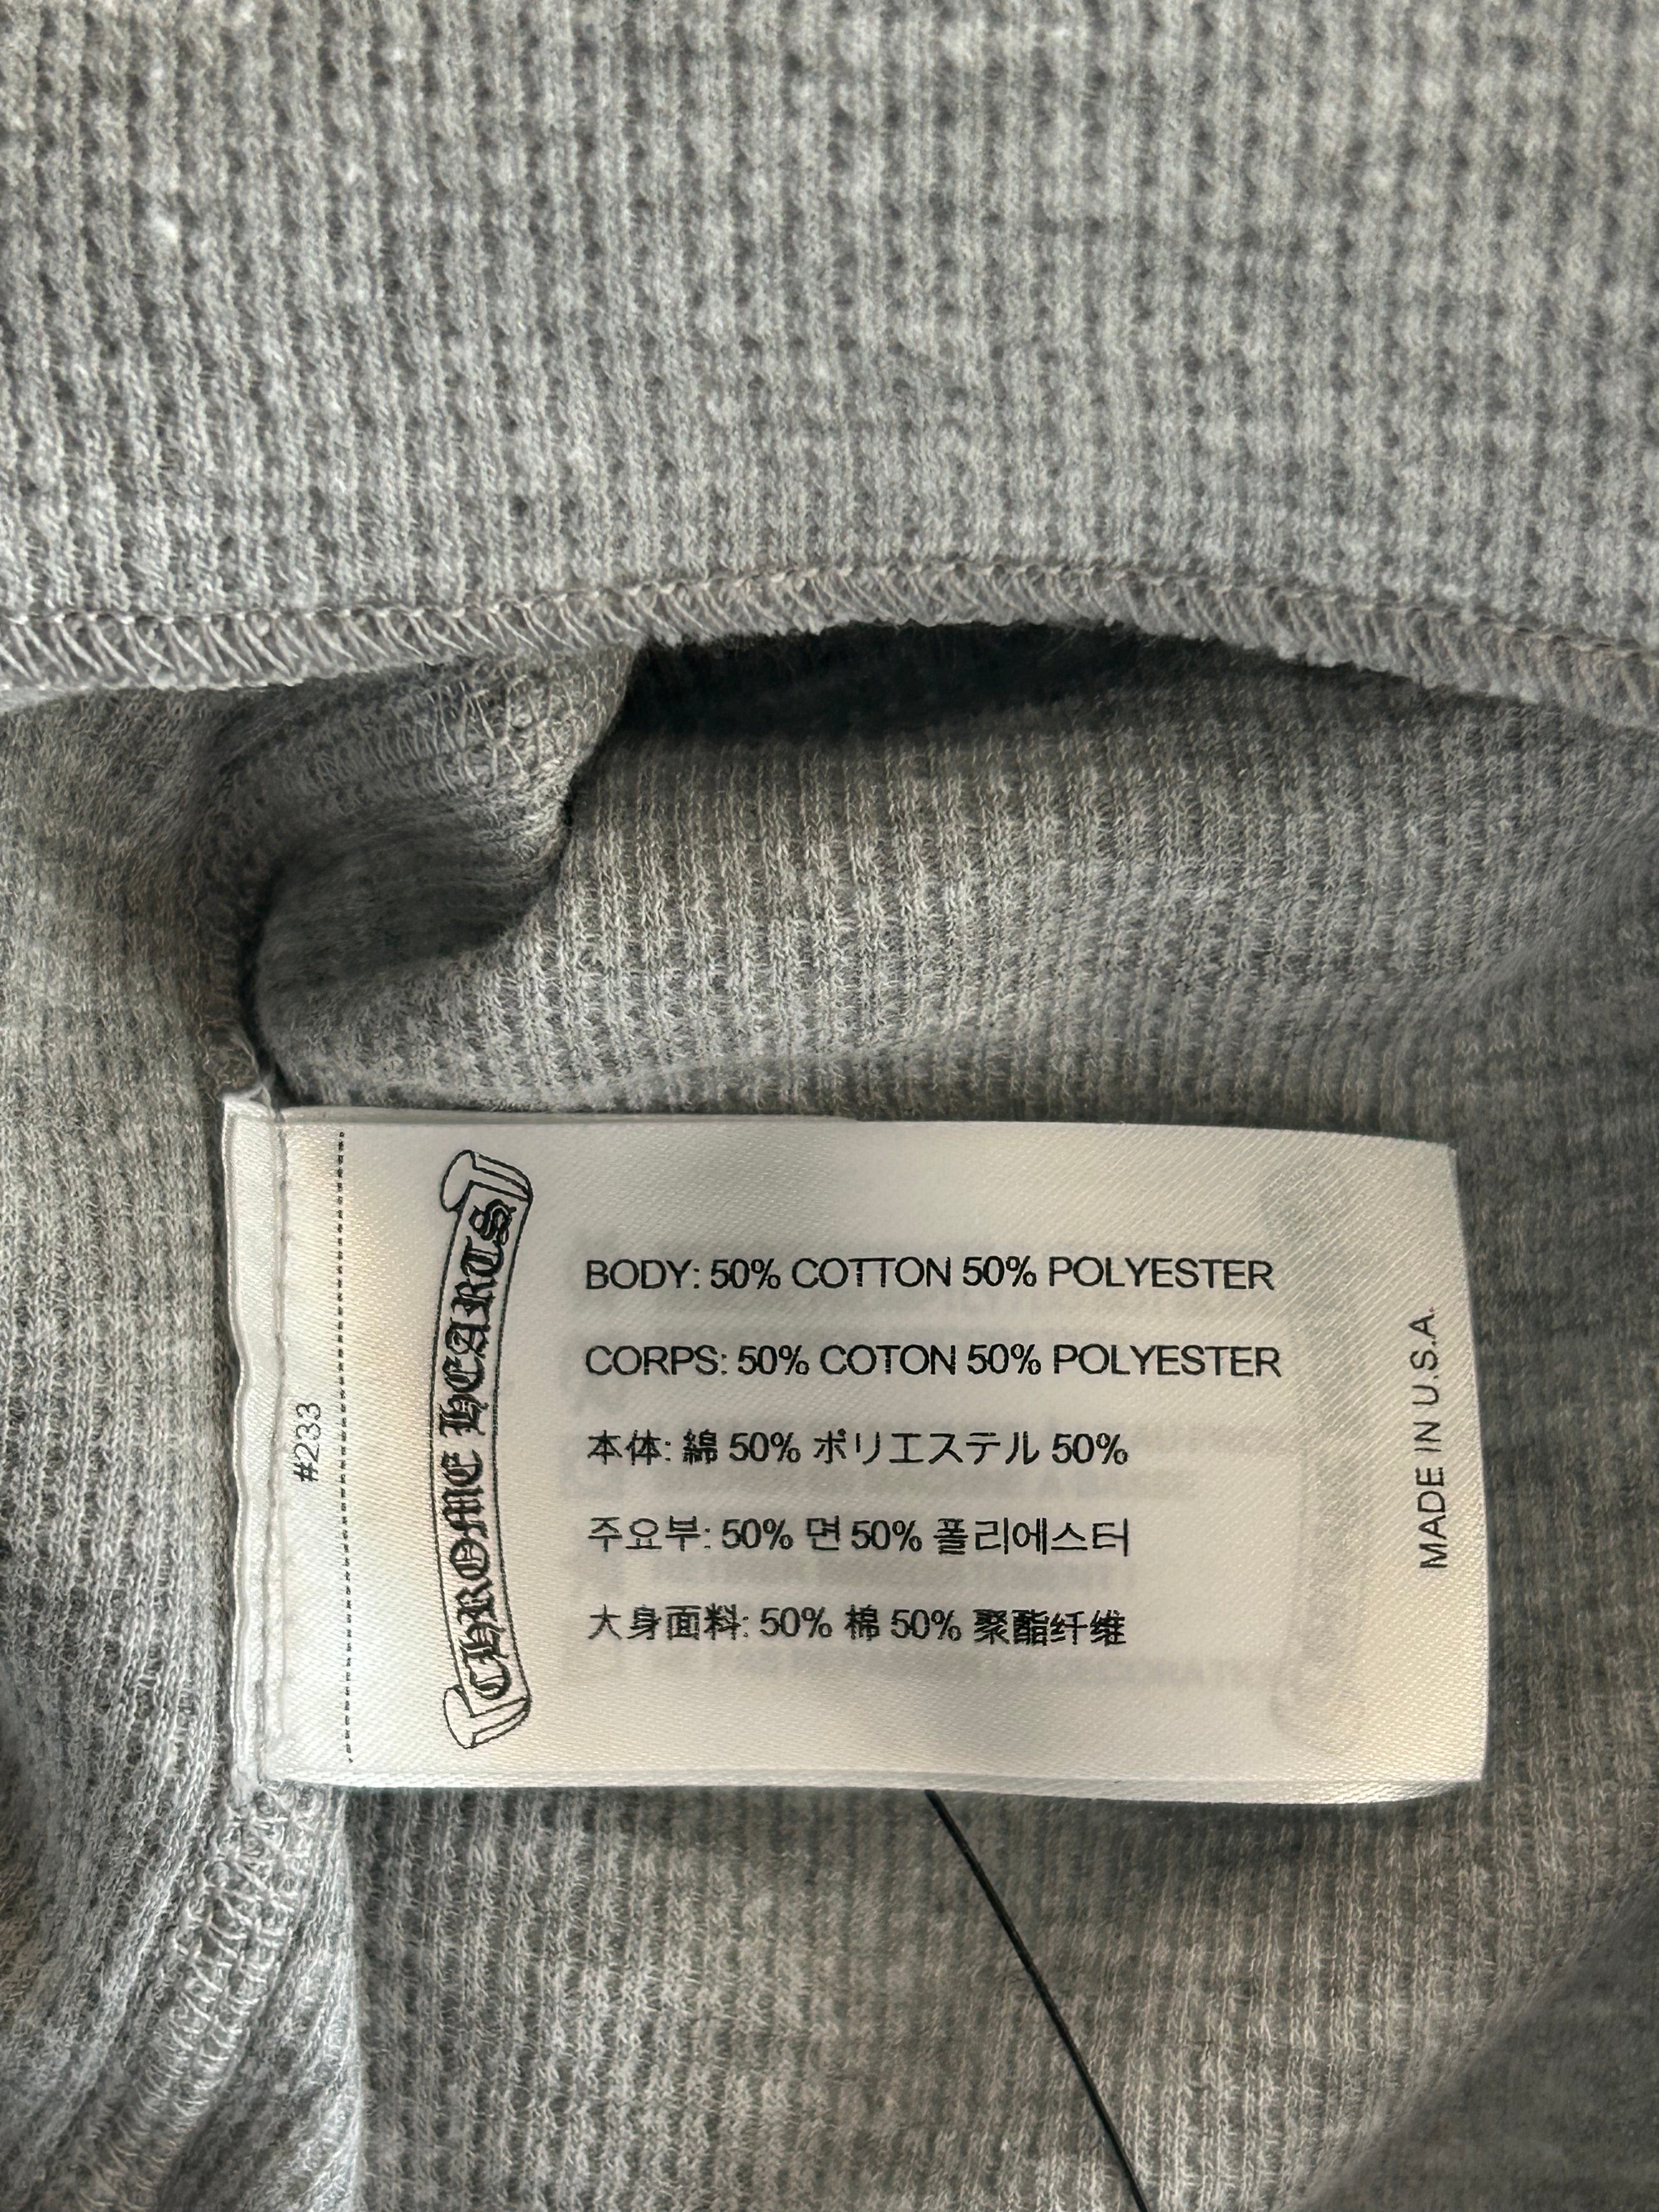 #233
CHROME HEARTS
BODY: 50% COTTON 50% POLYESTER
CORPS: 50% COTON 50% POLYESTER
本体: 綿 50% ポリエステル 50%
주요부: 50% 면 50% 폴리에스터
大身面料: 50% 棉 50% 聚酯纤维
MADE IN U.S.A.